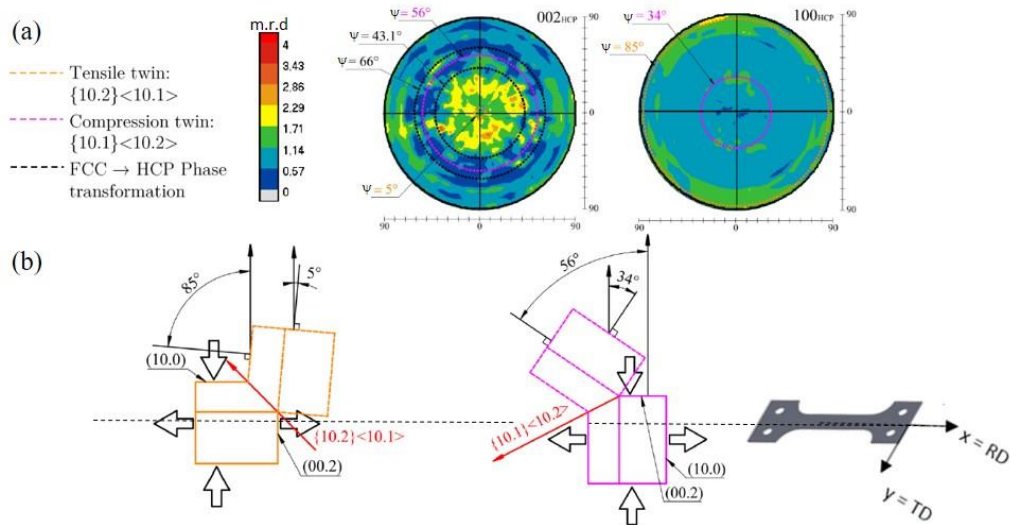 (a)
Tensile twin:
{10.2}<10.1>
Compression twin:
{10.1}<10.2>
FCC → HCP Phase
transformation
m.r.d
4
3.43
2.86
2.29
1.71
1.14
0.57
0
Ψ= 56°
Ψ= 43.1°
Ψ= 66°
Ψ= 5°
002HCP
90
0
90
90 0 90
Ψ= 34°
Ψ= 85°
100HCP
90
0
90
90 0 90
(b)
85°
5°
(10.0)
{10.2}<10.1>
(00.2)
56°
34°
{10.1}<10.2>
(10.0)
(00.2)
x = RD
y = TD